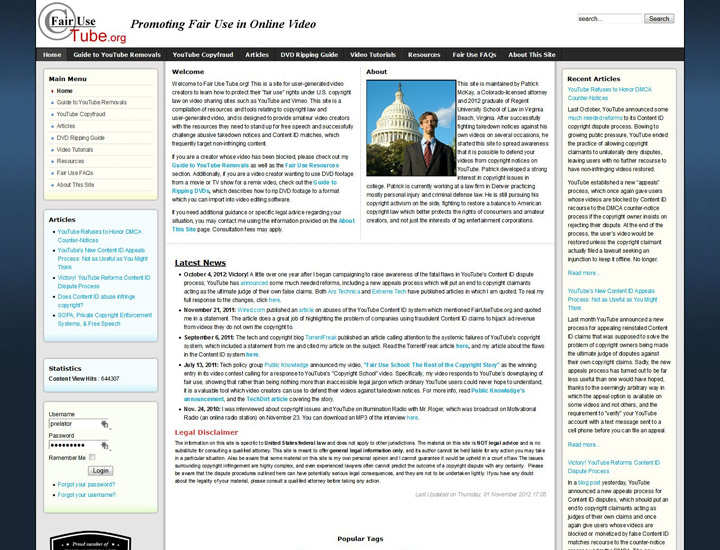 Fair Use
Tube.org
Promoting Fair Use in Online Video
search...
Search
Home Guide to YouTube Removals YouTube Copyfraud Articles DVD Ripping Guide Video Tutorials Resources Fair Use FAQs About This Site
Main Menu
Home
Guide to YouTube Removals
YouTube Copyfraud
Articles
DVD Ripping Guide
Video Tutorials
Resources
Fair Use FAQs
About This Site
Articles
YouTube Refuses to Honor DMCA
Counter-Notices
YouTube's New Content ID Appeals
Process: Not as Useful as You Might
Think
Victory! YouTube Reforms Content ID
Dispute Process
Does Content ID abuse infringe
copyright?
SOPA, Private Copyright Enforcement
Systems, & Free Speech
Statistics
Content View Hits : 644307
Username
prelator
Password
Remember Me
Login
Forgot your password?
Forgot your username?
Proud member of
Welcome
Welcome to Fair Use Tube.org! This is a site for user-generated video
creators to learn how to protect their "fair use" rights under U.S. copyright
law on video sharing sites such as YouTube and Vimeo. This site is a
compilation of resources and tools relating to copyright law and
user-generated video, and is designed to provide amateur video creators
with the resources they need to stand up for free speech and successfully
challenge abusive takedown notices and Content ID matches, which
frequently target non-infringing content.
If you are a creator whose video has been blocked, please check out my
Guide to YouTube Removals as well as the Fair Use Resources
section. Additionally, if you are a video creator wanting to use DVD footage
from a movie or TV show for a remix video, check out the Guide to
Ripping DVDs, which describes how to rip DVD footage to a format
which you can import into your video editing software.
If you need additional guidance or specific legal advice regarding your
situation, you may contact me using the information provided on the About
This Site page. Consultation fees may apply.
About
This site is maintained by Patrick
McKay, a Colorado-licensed attorney
and 2012 graduate of Regent
University School of Law in Virginia
Beach, Virginia. After successfully
fighting takedown notices against his
own videos on several occasions, he
started this site to spread awareness
that it is possible to defend your
videos from copyright notices on
YouTube. Patrick developed a strong
interest in copyright issues in
college. Patrick is currently working at a law firm in Denver practicing
mostly personal injury and criminal defense law. He is still pursuing his
copyright activism on the side, fighting to restore a balance to American
copyright law which better protects the rights of consumers and amateur
creators, and not just the interests of big entertainment corporations.
Latest News
October 4, 2012: Victory! A little over one year after I began campaigning to raise awareness of the fatal flaws in YouTube's Content ID dispute
process, YouTube has announced some much needed reforms, including a new appeals process which will put an end to copyright claimants
acting as the ultimate judge of their own false claims. Both Ars Technica and Extreme Tech have published articles in which I am quoted. To read my
full response to the changes, click here.
November 21, 2011: Wired.com published an article on abuses of the YouTube Content ID system which mentioned FairUseTube.org and quoted
me in a statement. The article does a great job of highlighting the problem of companies using fraudulent Content ID claims to hijack ad revenue
from videos they do not own the copyright to.
September 6, 2011: The tech and copyright blog TorrentFreak published an article calling attention to the systemic failures of YouTube's copyright
system, which included a statement from me and cited my article on the subject. Read the TorrentFreak article here, and my article about the flaws
in the Content ID system here.
July 13, 2011: Tech policy group Public Knowledge announced my video, "Fair Use School: The Rest of the Copyright Story" as the winning
entry in its video contest calling for a response to YouTube's "Copyright School" video. Specifically, my video responds to YouTube's downplaying of
fair use, showing that rather than being nothing more than inaccessible legal jargon which ordinary YouTube users could never hope to understand,
it is a valuable tool which video creators can use to defend their videos against takedown notices. For more info, read Public Knowledge's
announcement, and the TechDirt article covering the story.
Nov. 24, 2010: I was interviewed about copyright issues and YouTube on Illumination Radio with Mr. Roger, which was broadcast on Motivational
Radio (an online radio station) on November 23. You can download an MP3 of the interview here.
Legal Disclaimer
The information on this site is specific to United States federal law and does not apply to other jurisdictions. The material on this site is NOT legal advice and is no
substitute for consulting a qualified attorney. This site is meant to offer general legal information only, and its author cannot be held liable for any action you may take
in a particular situation. Also be aware that some material on this site is my own personal opinion and I cannot guarantee it would be upheld in a court of law. The issues
surrounding copyright infringement are highly complex, and even experienced lawyers often cannot predict the outcome of a copyright dispute with any certainty. Please
be aware that the dispute procedures outlined here can have potentially serious legal consequences, and they are not to be undertaken lightly. If you have any doubt
about the legality of your material, please consult a qualified attorney before taking any action.
Last Updated on Thursday, 01 November 2012 17:05
Popular Tags
Recent Articles
YouTube Refuses to Honor DMCA
Counter-Notices
Last October, YouTube announced some
much needed reforms to its Content ID
copyright dispute process. Bowing to
growing public pressure, YouTube ended
the practice of allowing copyright
claimants to unilaterally deny disputes,
leaving users with no further recourse to
have non-infringing videos restored.
YouTube established a new "appeals"
process, which once again gave users
whose videos are blocked by Content ID
recourse to the DMCA counter-notice
process if the copyright owner insists on
rejecting their dispute. At the end of the
process, the user's video would be
restored unless the copyright claimant
actually filed a lawsuit seeking an
injunction to keep it offline. No longer.
Read more...
YouTube's New Content ID Appeals
Process: Not as Useful as You Might
Think
Last month YouTube announced a new
process for appealing reinstated Content
ID claims that was supposed to solve the
problem of copyright owners being made
the ultimate judges of disputes against
their own copyright claims. Sadly, the new
appeals process has turned out to be far
less useful than one would have hoped,
thanks to the seemingly arbitrary way in
which the appeal option is available on
some videos and not others, and the
requirement to "verify" your YouTube
account with a text message sent to a
cell phone before you can file an appeal.
Read more...
Victory! YouTube Reforms Content ID
Dispute Process
In a blog post yesterday, YouTube
announced a new appeals process for
Content ID disputes, which should put an
end to copyright claimants acting as
judges of their own claims and once
again give users whose videos are
blocked or monetized by false Content ID
matches recourse to the counter-notice